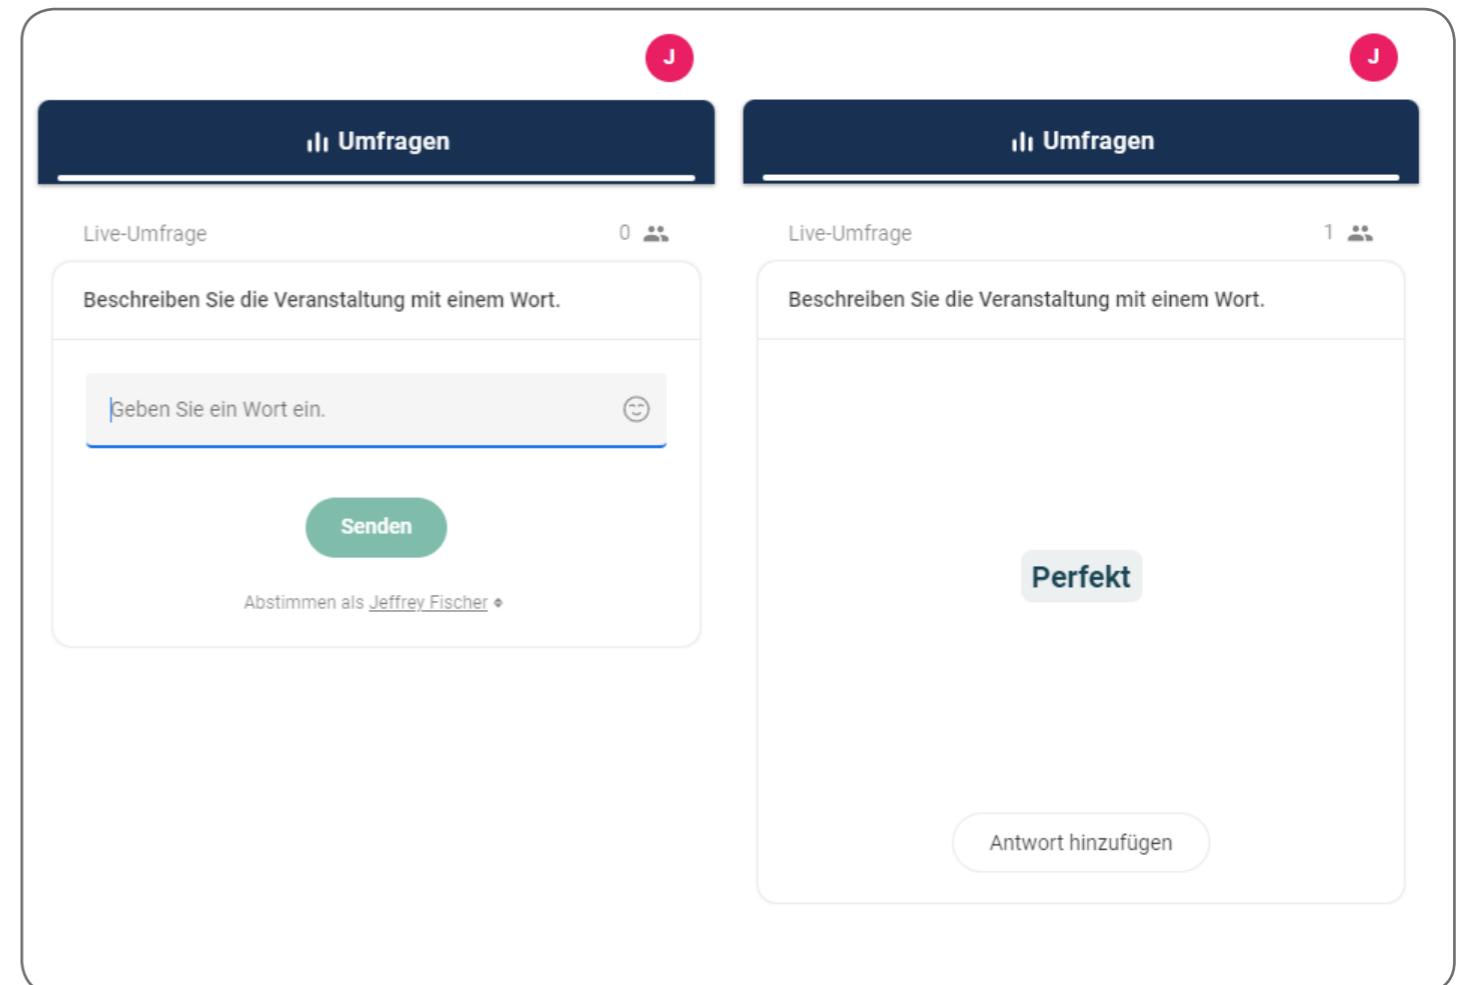 J
Umfragen
Live-Umfrage 0
Beschreiben Sie die Veranstaltung mit einem Wort.
Geben Sie ein Wort ein.
Senden
Abstimmen als Jeffrey Fischer
J
Umfragen
Live-Umfrage 1
Beschreiben Sie die Veranstaltung mit einem Wort.
Perfekt
Antwort hinzufügen